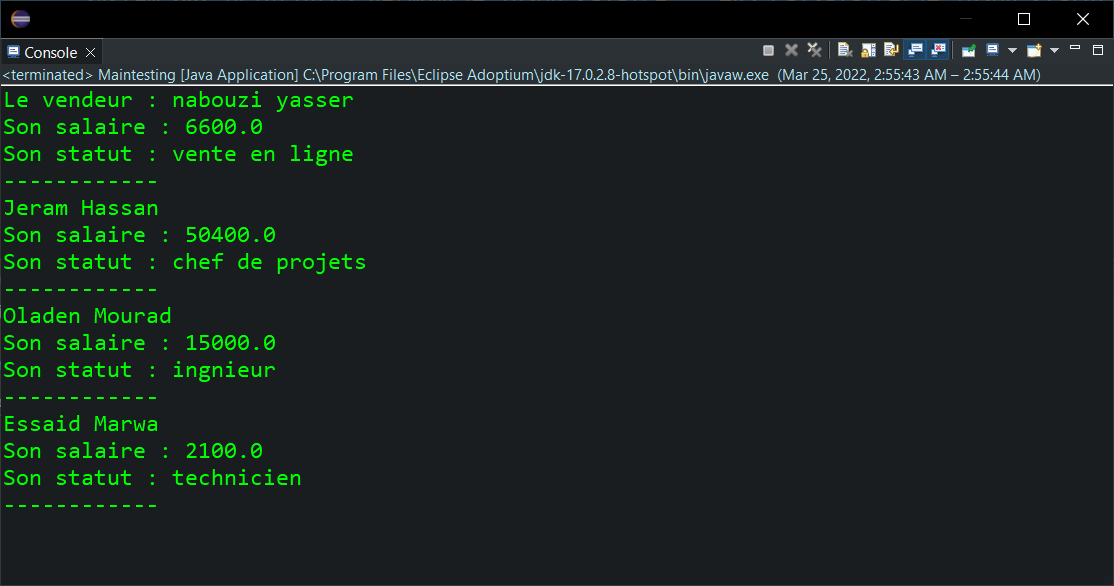 Console
<terminated> Maintesting [Java Application] C:\Program Files\Eclipse Adoptium\jdk-17.0.2.8-hotspot\bin\javaw.exe (Mar 25, 2022, 2:55:43 AM – 2:55:44 AM)
Le vendeur : nabouzi yasser
Son salaire : 6600.0
Son statut : vente en ligne
------------
Jeram Hassan
Son salaire : 50400.0
Son statut : chef de projets
------------
Oladen Mourad
Son salaire : 15000.0
Son statut : ingnieur
------------
Essaid Marwa
Son salaire : 2100.0
Son statut : technicien
------------